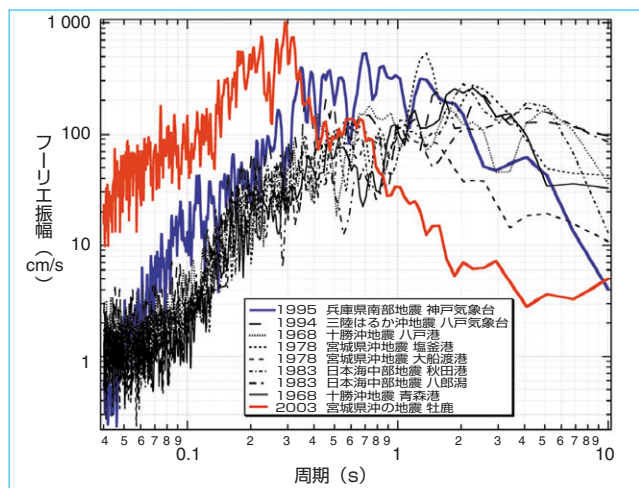 1 000
100
10
1
フーリエ振幅(cm/s)
1995 兵庫県南部地震 神戸気象台
1994 三陸はるか沖地震 八戸気象台
1968 十勝沖地震 八戸港
1978 宮城県沖地震 塩釜港
1978 宮城県沖地震 大船渡港
1983 日本海中部地震 秋田港
1983 日本海中部地震 八郎潟
1968 十勝沖地震 青森港
2003 宮城県沖の地震 牡鹿
4 5 6 7 8 9 2 3 4 5 6 7 8 9 2 3 4 5 6 7 8 9
0.1 1 10
周期(s)